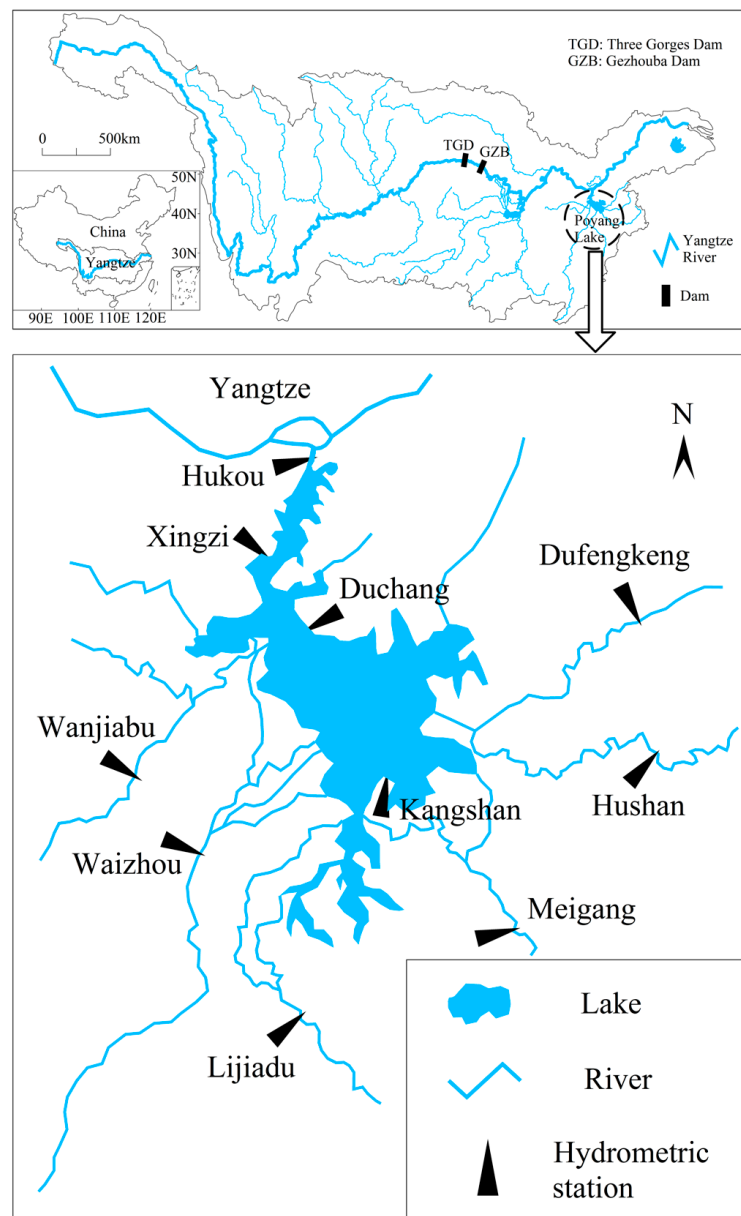 TGD: Three Gorges Dam
GZB: Gezhouba Dam
TGD
GZB
0
500km
50N
40N
30N
China
Yangtze
90E
100E
110E
120E
Poyang
Lake
Yangtze
River
Dam
Yangtze
N
Hukou
Xingzi
Duchang
Dufengkeng
Wanjiabu
Kangshan
Hushan
Waizhou
Meigang
Lijiadu
Lake
River
Hydrometric
station